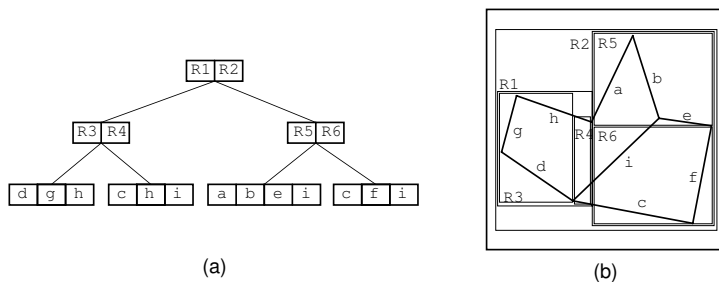 R1 R2
R3 R4
R5 R6
d g h
c h i
a b e i
c f i
(a)
R2 R5
b
a
R1
h
R4
e
g
R6
d
i
f
c
R3
(b)